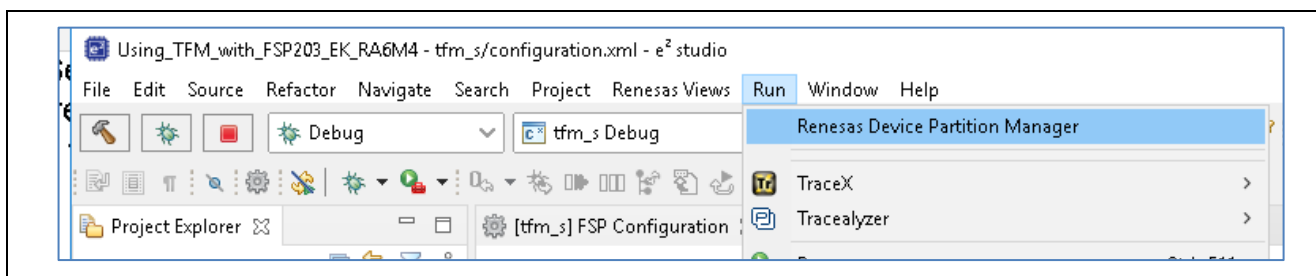 Using_TFM_with_FSP203_EK_RA6M4 - tfm_s/configuration.xml - e² studio
File Edit Source Refactor Navigate Search Project Renesas Views Run Window Help
Debug
tfm_s Debug
Renesas Device Partition Manager
TraceX
Tracealyzer
Project Explorer
[tfm_s] FSP Configuration